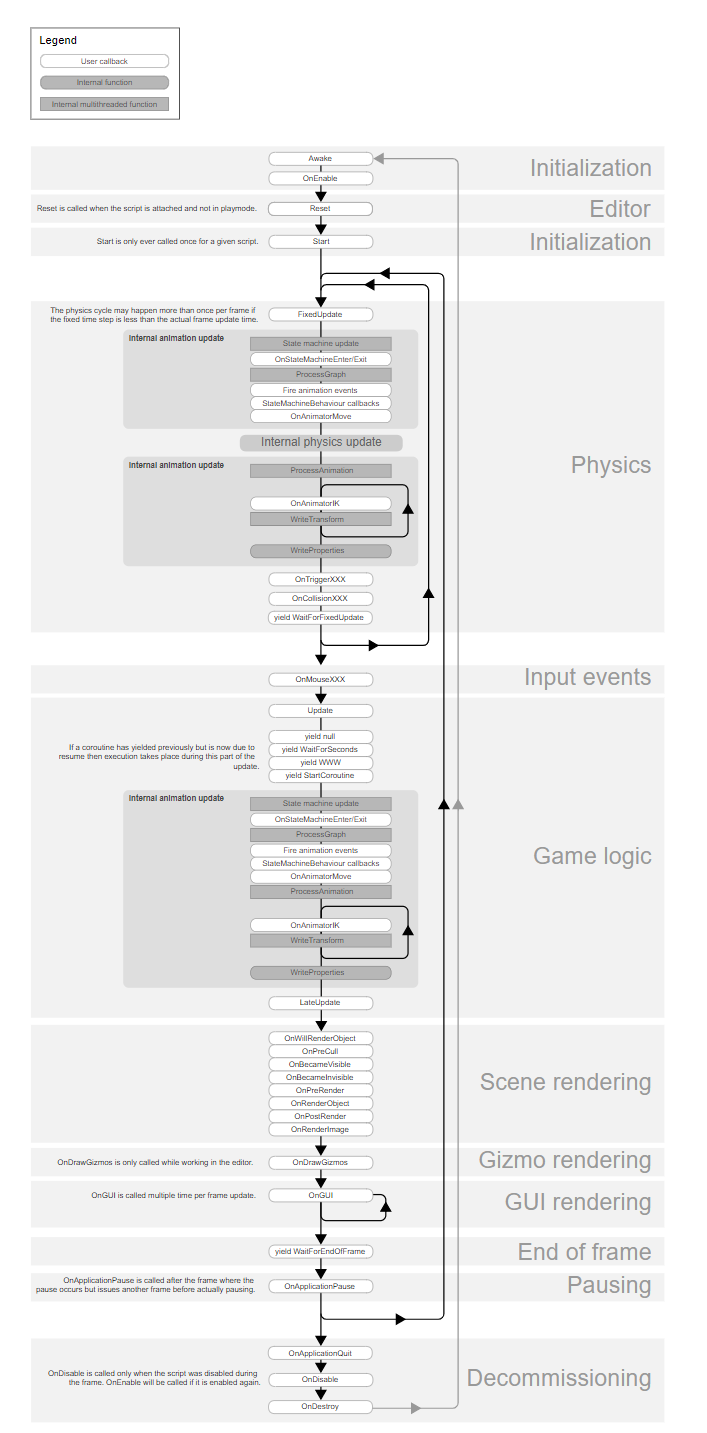 Legend
User callback
Internal function
Internal multithreaded function
Awake
OnEnable
Initialization
Reset is called when the script is attached and not in playmode.
Reset
Editor
Start is only ever called once for a given script.
Start
Initialization
The physics cycle may happen more than once per frame if
the fixed time step is less than the actual frame update time.
FixedUpdate
Internal animation update
State machine update
OnStateMachineEnter/Exit
ProcessGraph
Fire animation events
StateMachineBehaviour callbacks
OnAnimatorMove
Internal physics update
Physics
Internal animation update
ProcessAnimation
OnAnimatorIK
WriteTransform
WriteProperties
OnTriggerXXX
OnCollisionXXX
yield WaitForFixedUpdate
OnMouseXXX
Input events
Update
If a coroutine has yielded previously but is now due to
resume then execution takes place during this part of the
update.
yield null
yield WaitForSeconds
yield WWW
yield StartCoroutine
Internal animation update
State machine update
OnStateMachineEnter/Exit
ProcessGraph
Fire animation events
StateMachineBehaviour callbacks
OnAnimatorMove
ProcessAnimation
Game logic
OnAnimatorIK
WriteTransform
WriteProperties
LateUpdate
OnWillRenderObject
OnPreCull
OnBecameVisible
OnBecameInvisible
OnPreRender
OnRenderObject
OnPostRender
OnRenderImage
Scene rendering
OnDrawGizmos is only called while working in the editor.
OnDrawGizmos
Gizmo rendering
OnGUI is called multiple time per frame update.
OnGUI
GUI rendering
yield WaitForEndOfFrame
End of frame
OnApplicationPause is called after the frame where the
pause occurs but issues another frame before actually pausing.
OnApplicationPause
Pausing
OnApplicationQuit
OnDisable is called only when the script was disabled during
the frame. OnEnable will be called if it is enabled again.
OnDisable
Decommissioning
OnDestroy